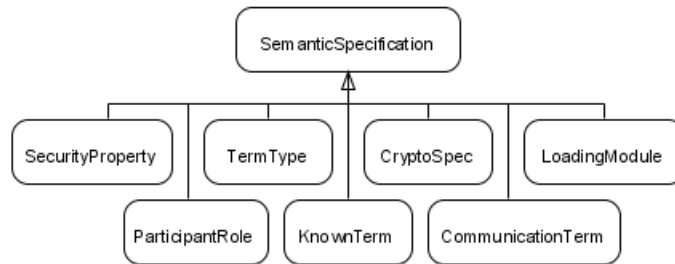 SemanticSpecification
SecurityProperty
TermType
CryptoSpec
LoadingModule
ParticipantRole
KnownTerm
CommunicationTerm